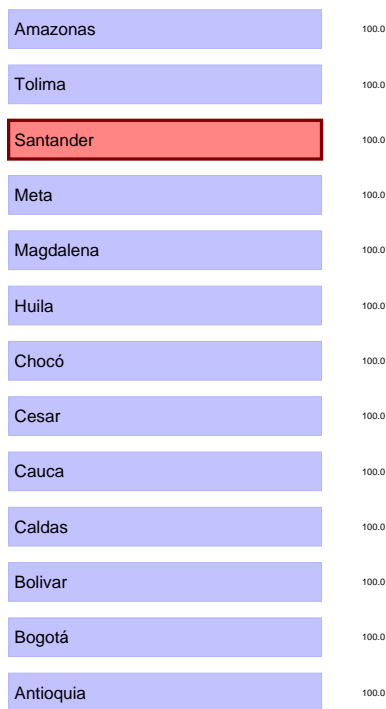 Amazonas 100.0
Tolima 100.0
Santander 100.0
Meta 100.0
Magdalena 100.0
Huila 100.0
Chocó 100.0
Cesar 100.0
Cauca 100.0
Caldas 100.0
Bolivar 100.0
Bogotá 100.0
Antioquia 100.0